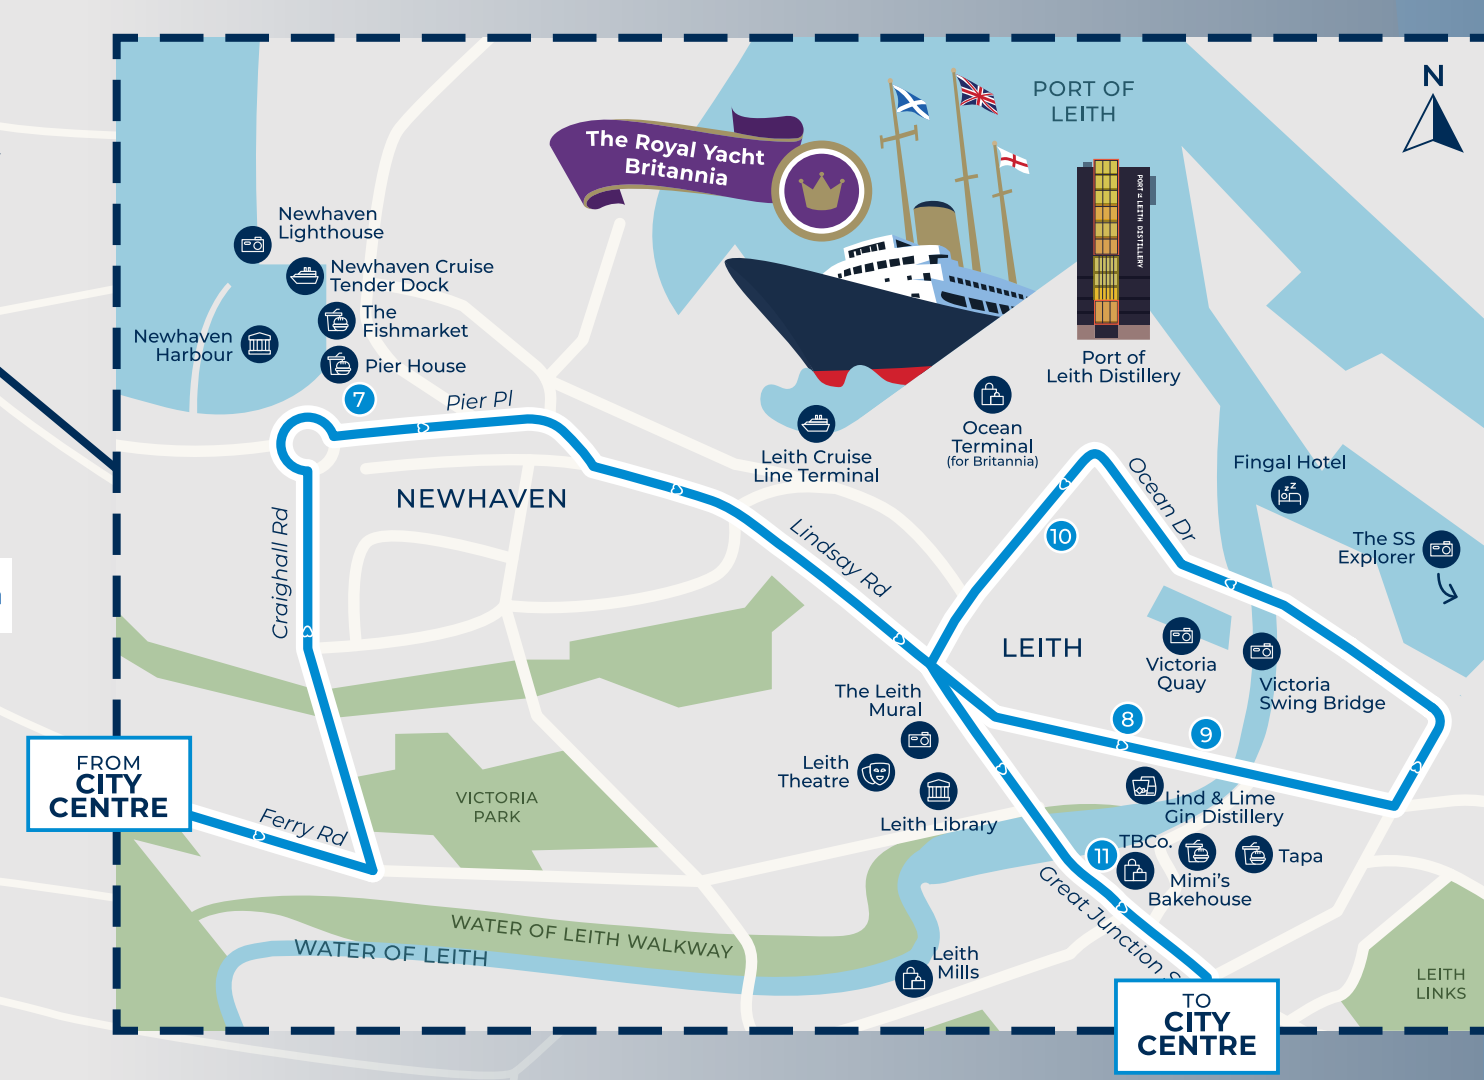 N
PORT OF
LEITH
The Royal Yacht
Britannia
PORT of LEITH DISTILLERY
Newhaven
Lighthouse
Newhaven Cruise
Tender Dock
The
Fishmarket
Newhaven
Harbour
Pier House
7
Pier Pl
Port of
Leith Distillery
Ocean
Terminal
(for Britannia)
Leith Cruise
Line Terminal
Fingal Hotel
Ocean Dr
NEWHAVEN
Craighall Rd
Lindsay Rd
10
The SS
Explorer
LEITH
Victoria
Quay
Victoria
Swing Bridge
The Leith
Mural
8
9
Leith
Theatre
Leith Library
FROM
CITY
CENTRE
Ferry Rd
VICTORIA
PARK
Lind & Lime
Gin Distillery
11
TBCo.
Mimi's
Bakehouse
Tapa
Great Junction S
WATER OF LEITH WALKWAY
WATER OF LEITH
Leith
Mills
LEITH
LINKS
TO
CITY
CENTRE